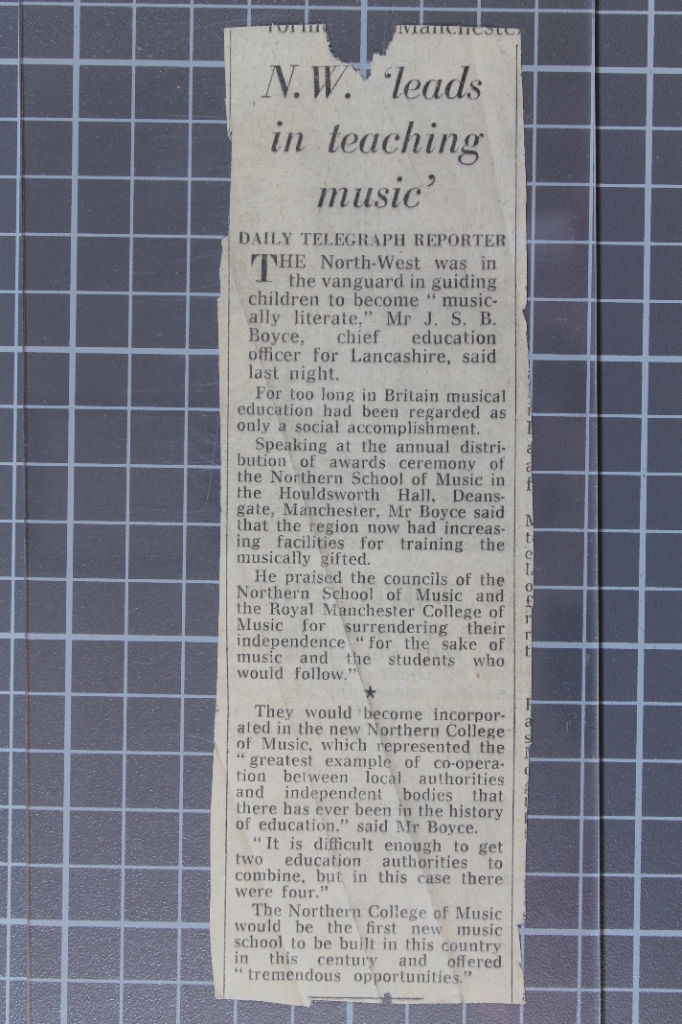 Mancheste
N.W. ‘leads
in teaching
music’
DAILY TELEGRAPH REPORTER
THE North-West was in
the vanguard in guiding
children to become “ music-
ally literate,” Mr J. S. B.
Boyce, chief education
officer for Lancashire, said
last night.
For too long in Britain musical
education had been regarded as
only a social accomplishment.
Speaking at the annual distri-
bution of awards ceremony of
the Northern School of Music in
the Houldsworth Hall, Deans-
gate, Manchester, Mr Boyce said
that the region now had increas-
ing facilities for training the
musically gifted.
He praised the councils of the
Northern School of Music and
the Royal Manchester College of
Music for surrendering their
independence “ for the sake of
music and the students who
would follow.”
★
They would become incorpor-
ated in the new Northern College
of Music, which represented the
“ greatest example of co-opera-
tion between local authorities
and independent bodies that
there has ever been in the history
of education,” said Mr Boyce.
“ It is difficult enough to get
two education authorities to
combine, but in this case there
were four.”
The Northern College of Music
would be the first new music
school to be built in this country
in this century and offered
“ tremendous opportunities.”